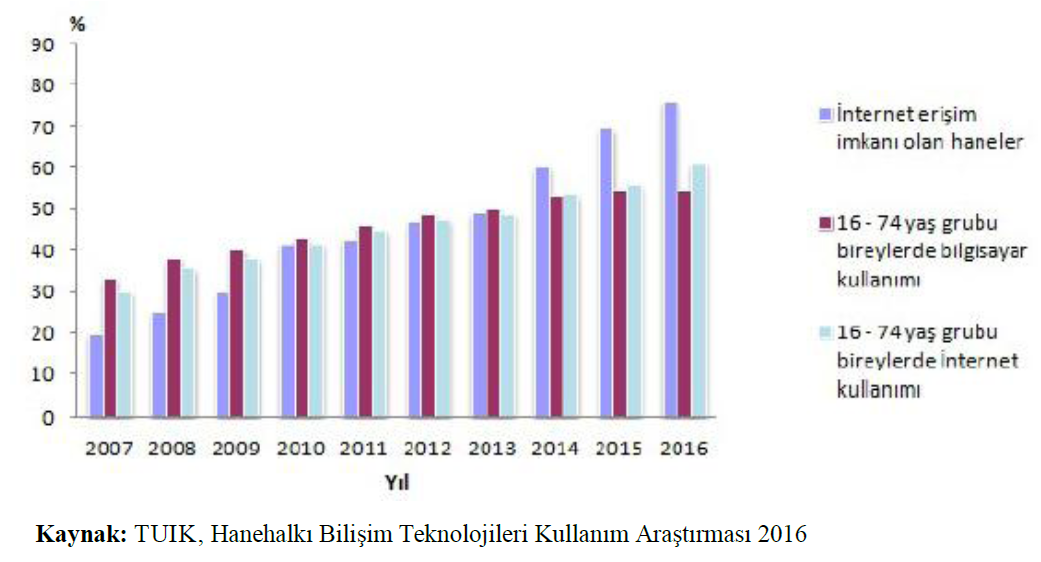 %
90
80
70
60
50
40
30
20
10
0
2007 2008 2009 2010 2011 2012 2013 2014 2015 2016
Yıl
İnternet erişim
imkanı olan haneler
16 - 74 yaş grubu
bireylerde bilgisayar
kullanımı
16 - 74 yaş grubu
bireylerde İnternet
kullanımı
Kaynak: TUIK, Hanehalkı Bilişim Teknolojileri Kullanım Araştırması 2016